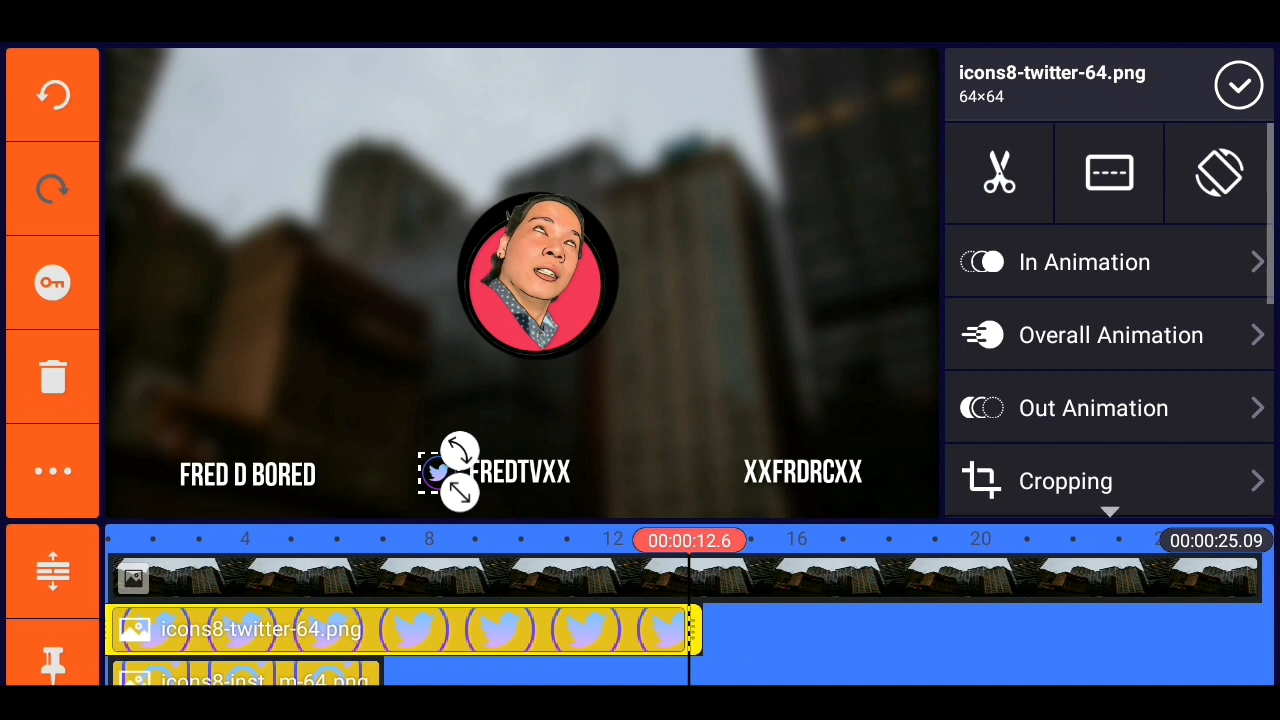 icons8-twitter-64.png
64×64
In Animation
Overall Animation
Out Animation
Cropping
FRED D BORED
FREDTVXX
XXFRDRCXX
4
8
12
00:00:12.6
16
20
00:00:25.09
icons8-twitter-64.png
icons8-inst...m-64.png